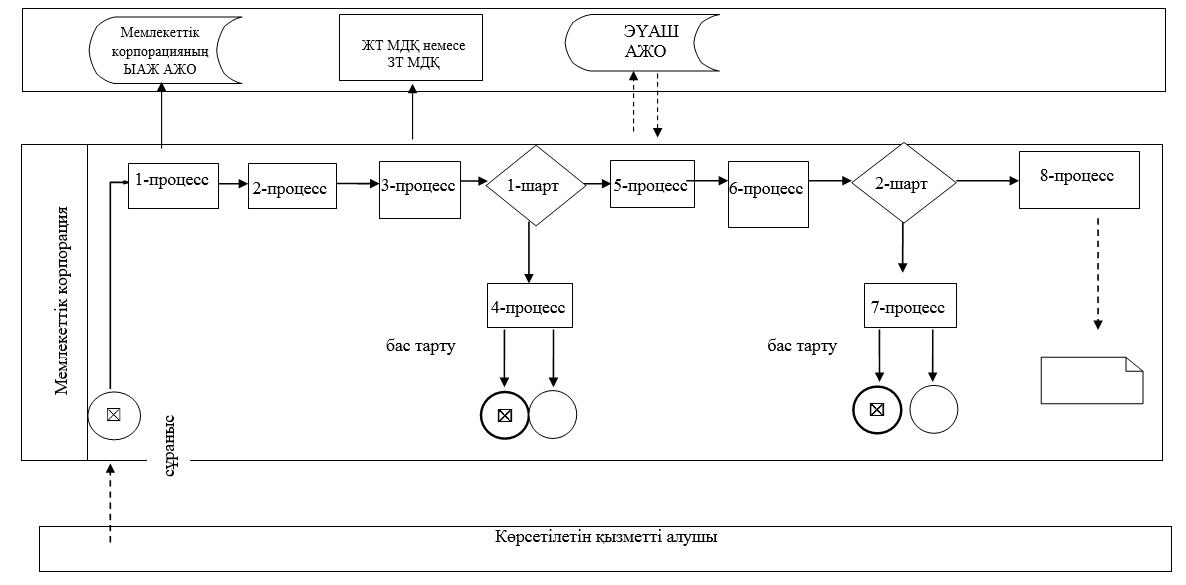 Мемлекеттік
корпорацияның
ЫАЖ АЖО
ЖТ МДҚ немесе
ЗТ МДҚ
ЭҮАШ
АЖО
Мемлекеттік корпорация
1-процесс
2-процесс
3-процесс
1-шарт
5-процесс
6-процесс
2-шарт
8-процесс
4-процесс
7-процесс
бас тарту
бас тарту
сұраныс
Көрсетілетін қызметті алушы